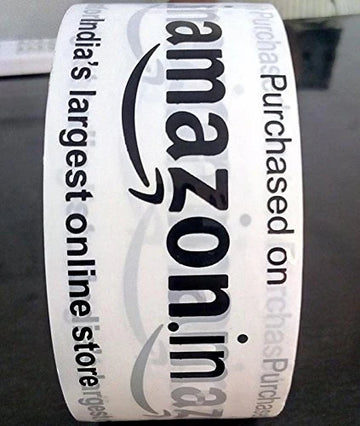 Purchased on
amazon.in
India's largest online store